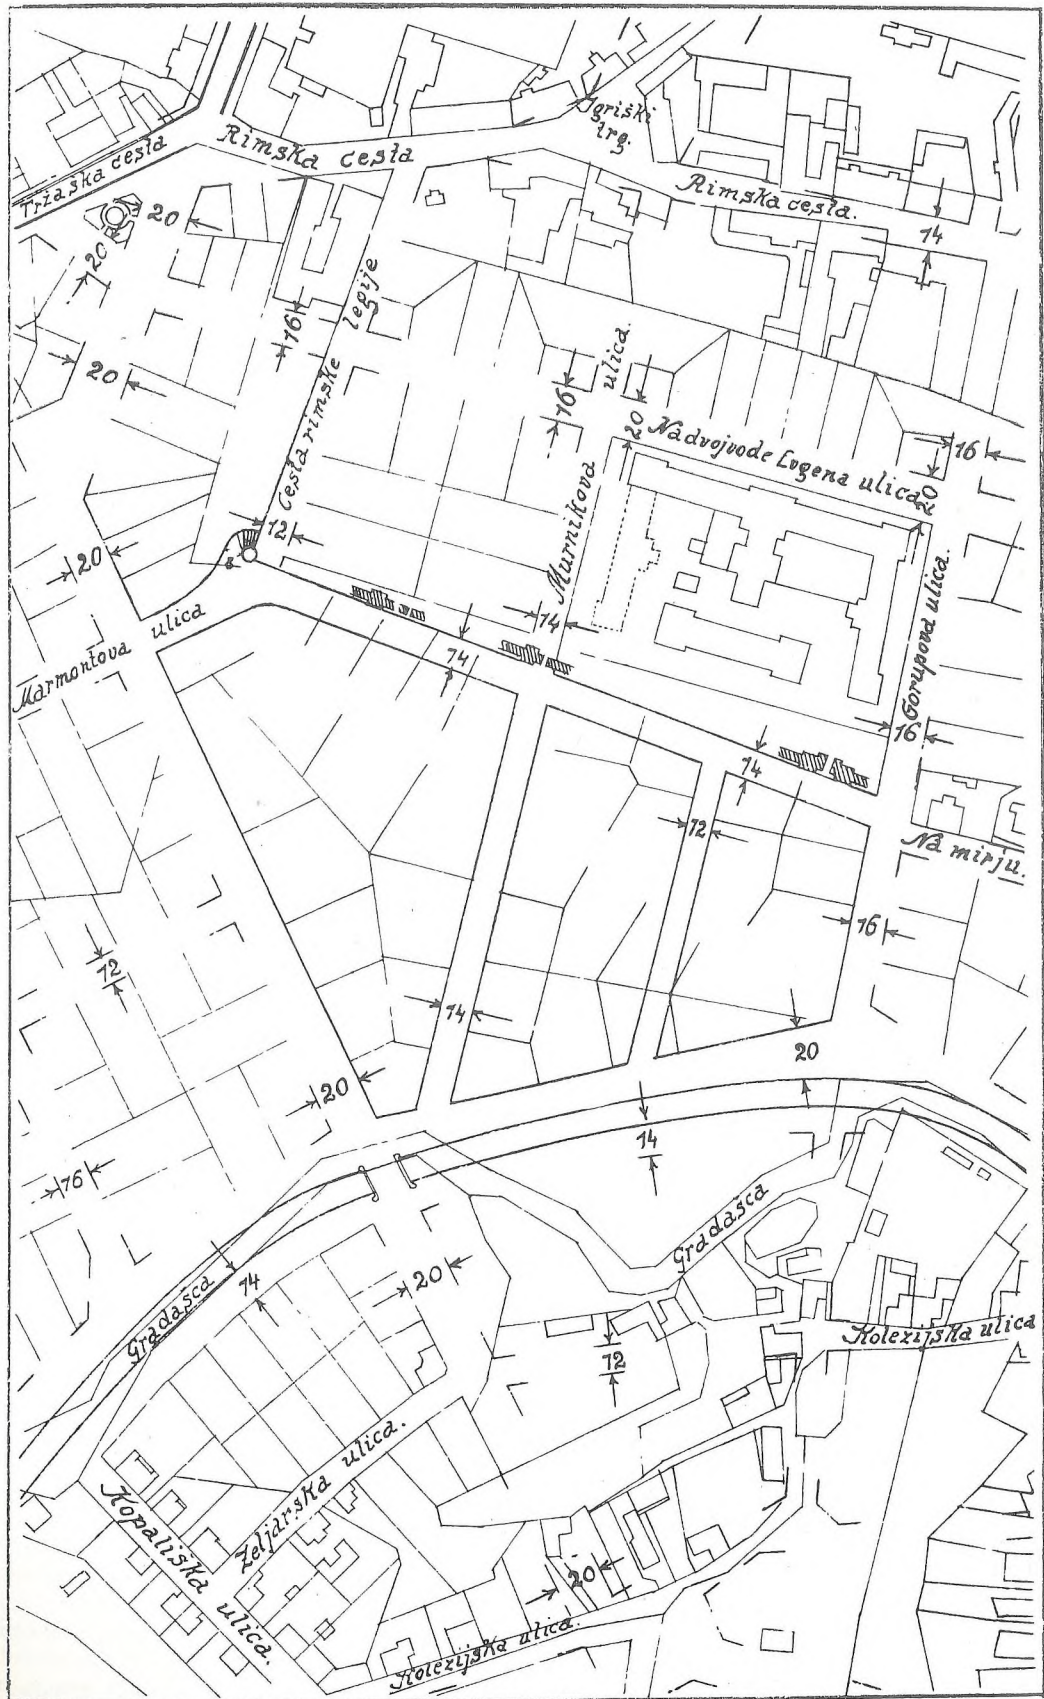 Igriški
trg.
Tržaška cesta
Rimska cesta
Rimska cesta.
20
14
20
legije
16
20
Cesta rimske
ulica.
16
20
Nadvojvode Evgena ulica
16
20
Murnikova
12
20
14
Marmontova ulica
14
Gorupova ulica.
16
14
12
Na mirju.
16
12
14
20
20
14
16
Gradašca
Gradašca
14
20
Kolezijska ulica
12
Zeljarska ulica.
Kopališka ulica.
20
Kolezijska ulica.